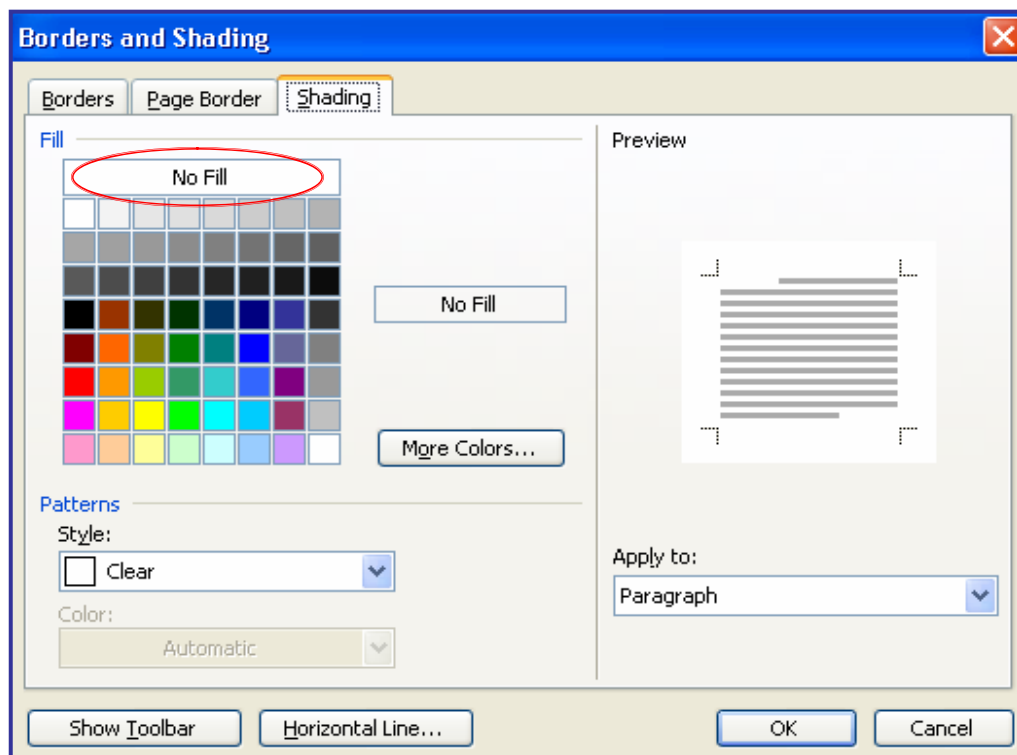 Borders and Shading
Borders
Page Border
Shading
Fill
No Fill
No Fill
More Colors...
Patterns
Style:
Clear
Color:
Automatic
Preview
Apply to:
Paragraph
Show Toolbar
Horizontal Line...
OK
Cancel